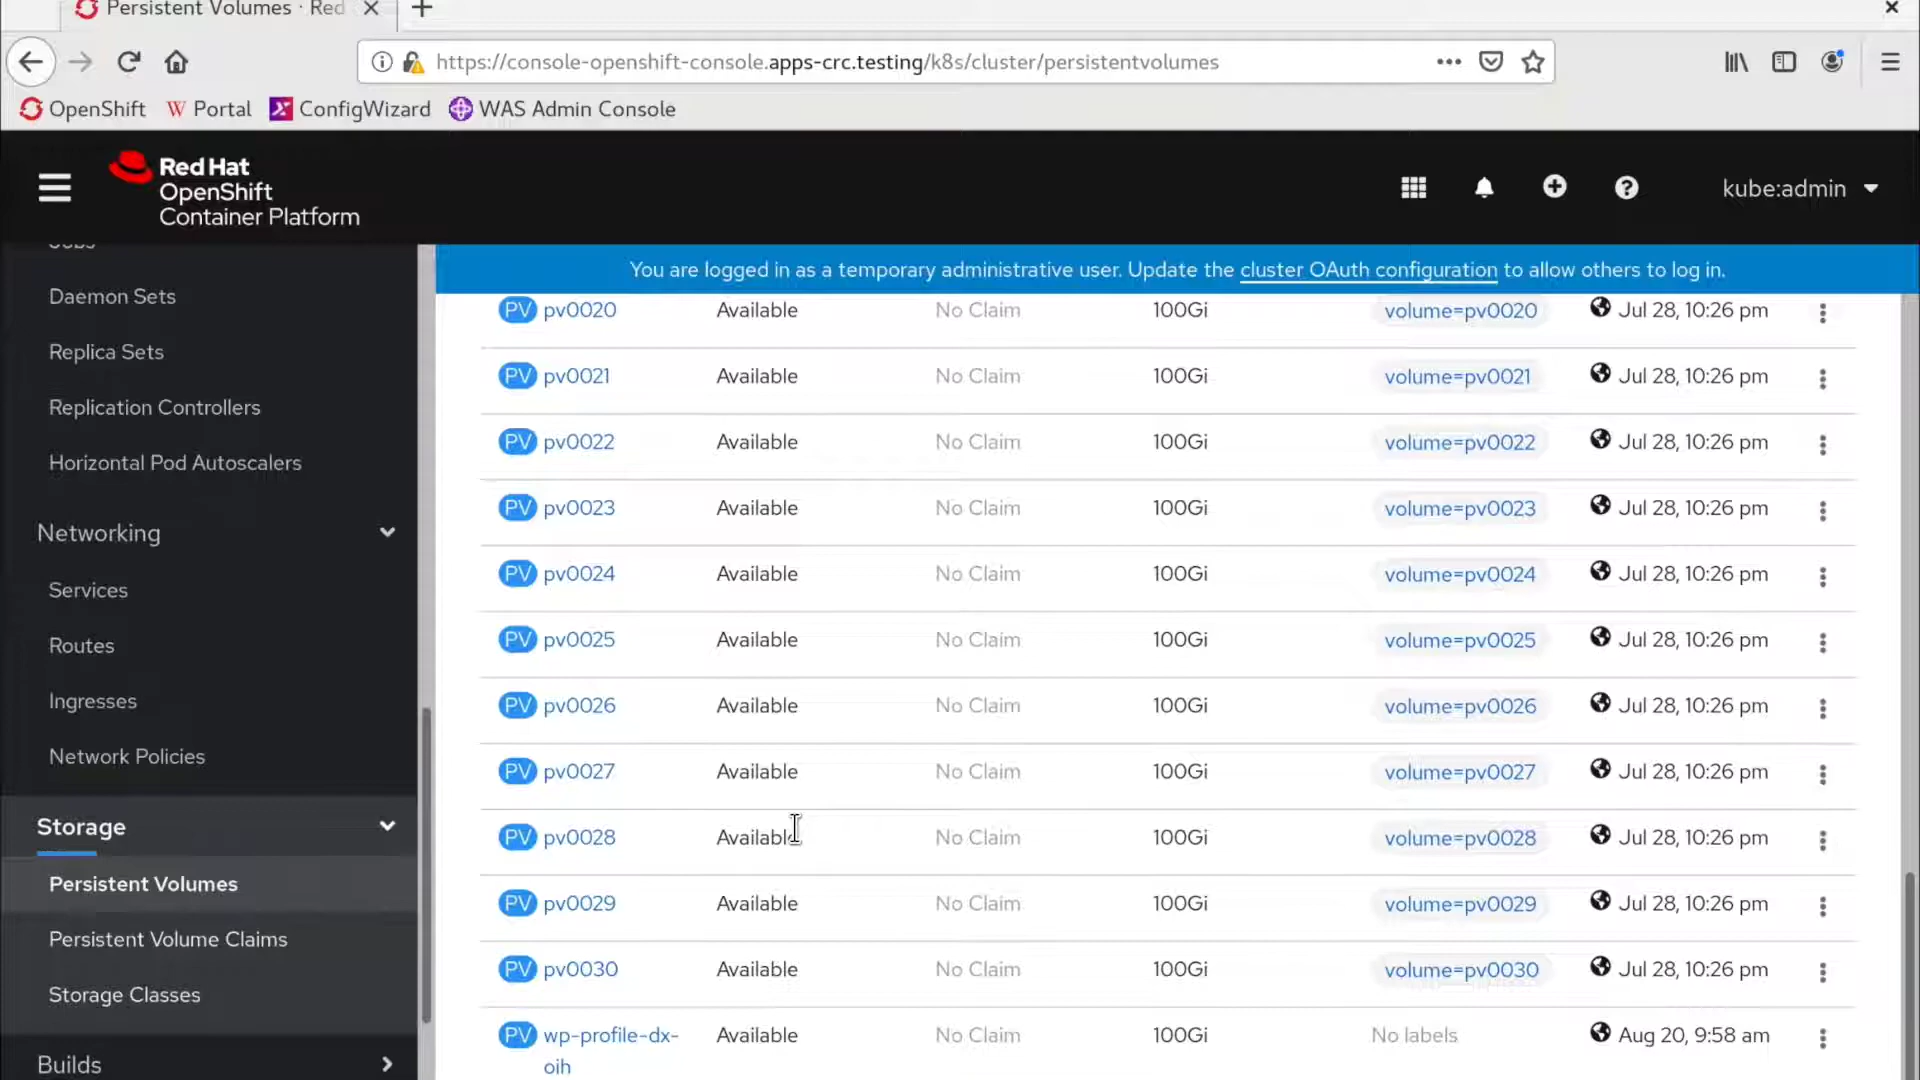 Persistent Volumes · Red
https://console-openshift-console.apps-crc.testing/k8s/cluster/persistentvolumes
OpenShift Portal ConfigWizard WAS Admin Console
Red Hat
OpenShift
Container Platform
kube:admin
You are logged in as a temporary administrative user. Update the cluster OAuth configuration to allow others to log in.
Jobs
Daemon Sets
Replica Sets
Replication Controllers
Horizontal Pod Autoscalers
Networking
Services
Routes
Ingresses
Network Policies
Storage
Persistent Volumes
Persistent Volume Claims
Storage Classes
Builds
PV pv0020 Available No Claim 100Gi volume=pv0020 Jul 28, 10:26 pm
PV pv0021 Available No Claim 100Gi volume=pv0021 Jul 28, 10:26 pm
PV pv0022 Available No Claim 100Gi volume=pv0022 Jul 28, 10:26 pm
PV pv0023 Available No Claim 100Gi volume=pv0023 Jul 28, 10:26 pm
PV pv0024 Available No Claim 100Gi volume=pv0024 Jul 28, 10:26 pm
PV pv0025 Available No Claim 100Gi volume=pv0025 Jul 28, 10:26 pm
PV pv0026 Available No Claim 100Gi volume=pv0026 Jul 28, 10:26 pm
PV pv0027 Available No Claim 100Gi volume=pv0027 Jul 28, 10:26 pm
PV pv0028 Available No Claim 100Gi volume=pv0028 Jul 28, 10:26 pm
PV pv0029 Available No Claim 100Gi volume=pv0029 Jul 28, 10:26 pm
PV pv0030 Available No Claim 100Gi volume=pv0030 Jul 28, 10:26 pm
PV wp-profile-dx- Available No Claim 100Gi No labels Aug 20, 9:58 am
oih